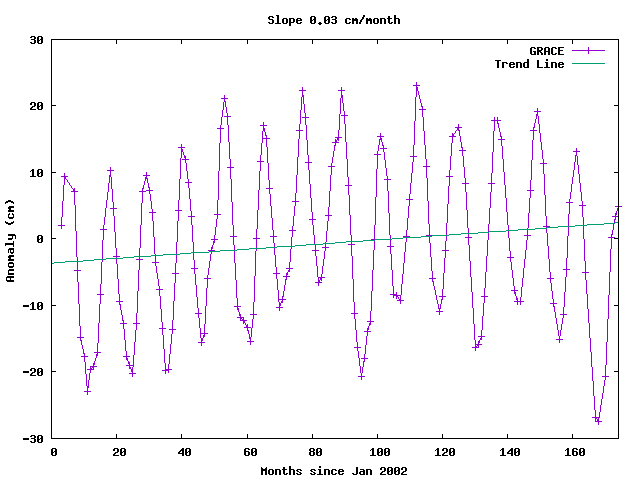 Slope 0.03 cm/month
GRACE
Trend Line
30
20
10
0
-10
-20
-30
Anomaly (cm)
0 20 40 60 80 100 120 140 160
Months since Jan 2002